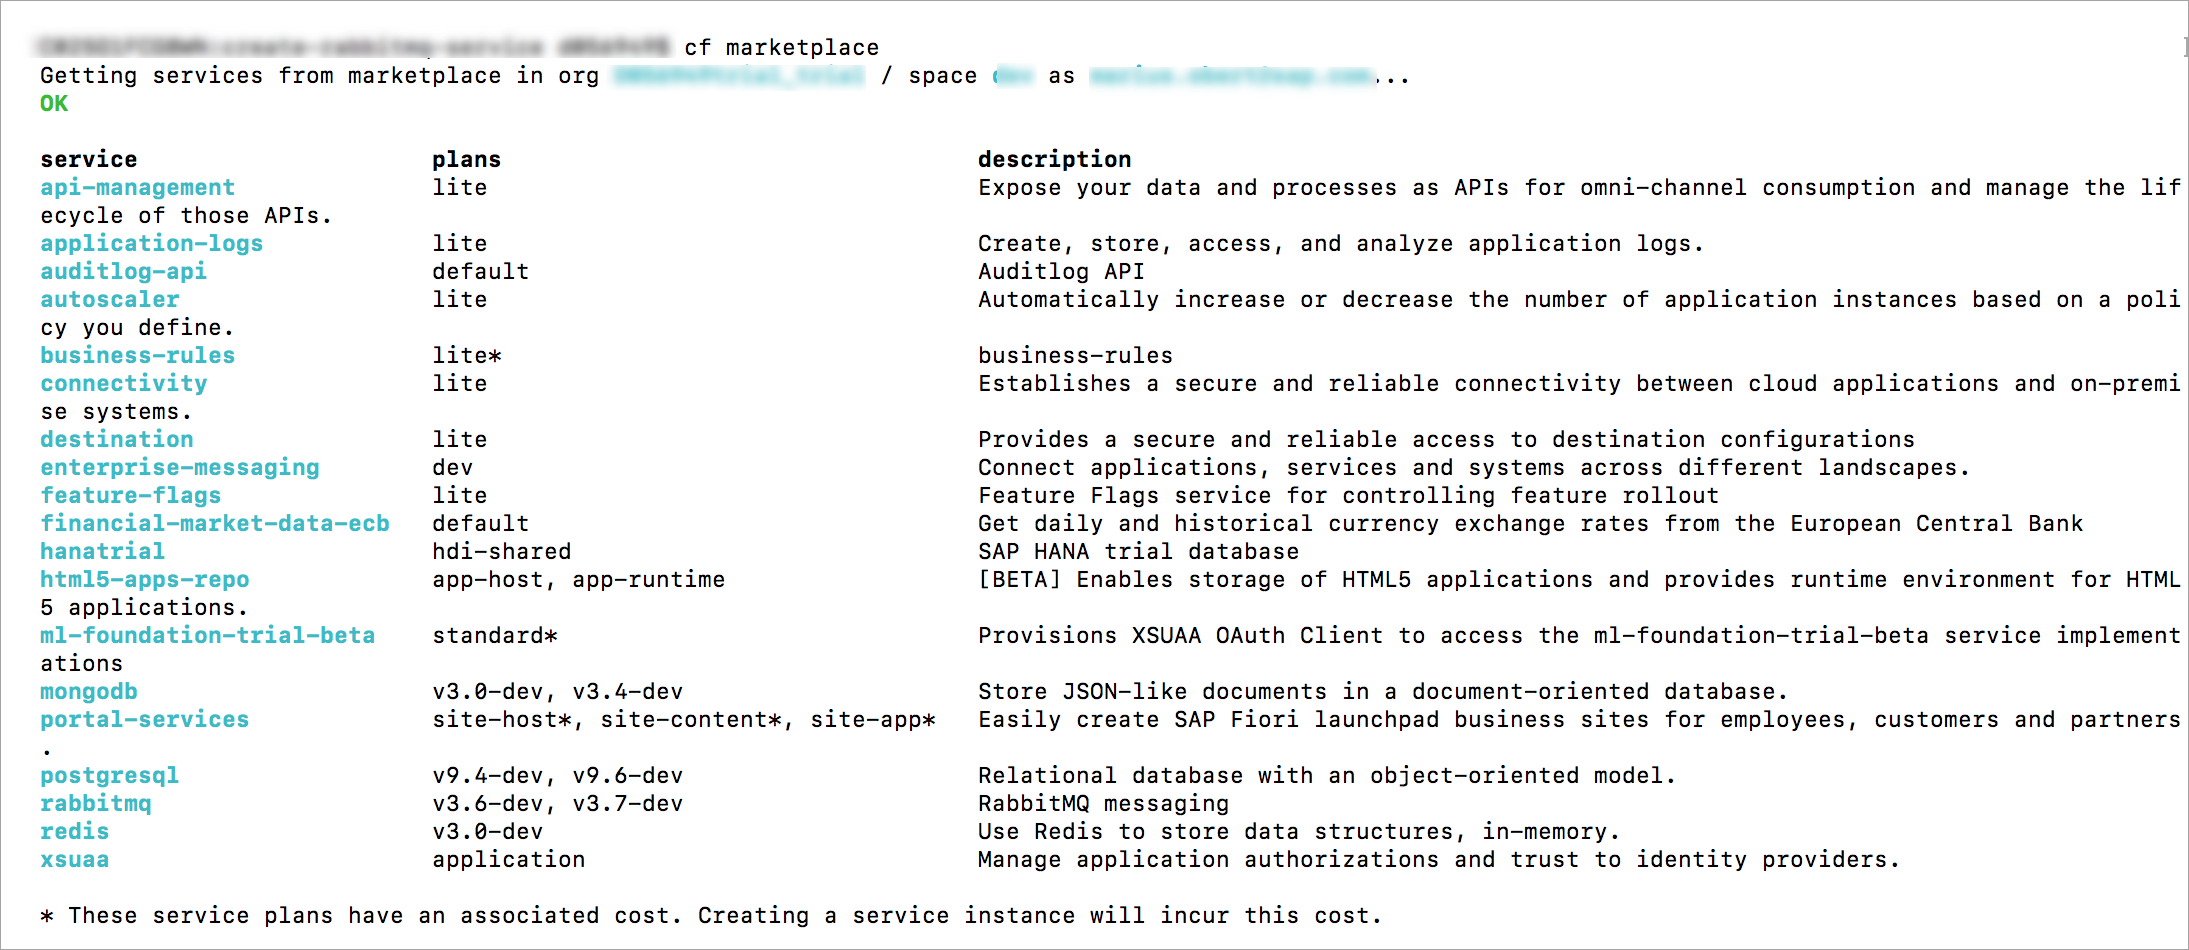 cf marketplace
Getting services from marketplace in org / space as ...
OK
service plans description
api-management lite Expose your data and processes as APIs for omni-channel consumption and manage the lif
ecycle of those APIs.
application-logs lite Create, store, access, and analyze application logs.
auditlog-api default Auditlog API
autoscaler lite Automatically increase or decrease the number of application instances based on a poli
cy you define.
business-rules lite* business-rules
connectivity lite Establishes a secure and reliable connectivity between cloud applications and on-premi
se systems.
destination lite Provides a secure and reliable access to destination configurations
enterprise-messaging dev Connect applications, services and systems across different landscapes.
feature-flags lite Feature Flags service for controlling feature rollout
financial-market-data-ecb default Get daily and historical currency exchange rates from the European Central Bank
hanatrial hdi-shared SAP HANA trial database
html5-apps-repo app-host, app-runtime [BETA] Enables storage of HTML5 applications and provides runtime environment for HTML
5 applications.
ml-foundation-trial-beta standard* Provisions XSUAA OAuth Client to access the ml-foundation-trial-beta service implement
ations
mongodb v3.0-dev, v3.4-dev Store JSON-like documents in a document-oriented database.
portal-services site-host*, site-content*, site-app* Easily create SAP Fiori launchpad business sites for employees, customers and partners
.
postgresql v9.4-dev, v9.6-dev Relational database with an object-oriented model.
rabbitmq v3.6-dev, v3.7-dev RabbitMQ messaging
redis v3.0-dev Use Redis to store data structures, in-memory.
xsuaa application Manage application authorizations and trust to identity providers.
* These service plans have an associated cost. Creating a service instance will incur this cost.